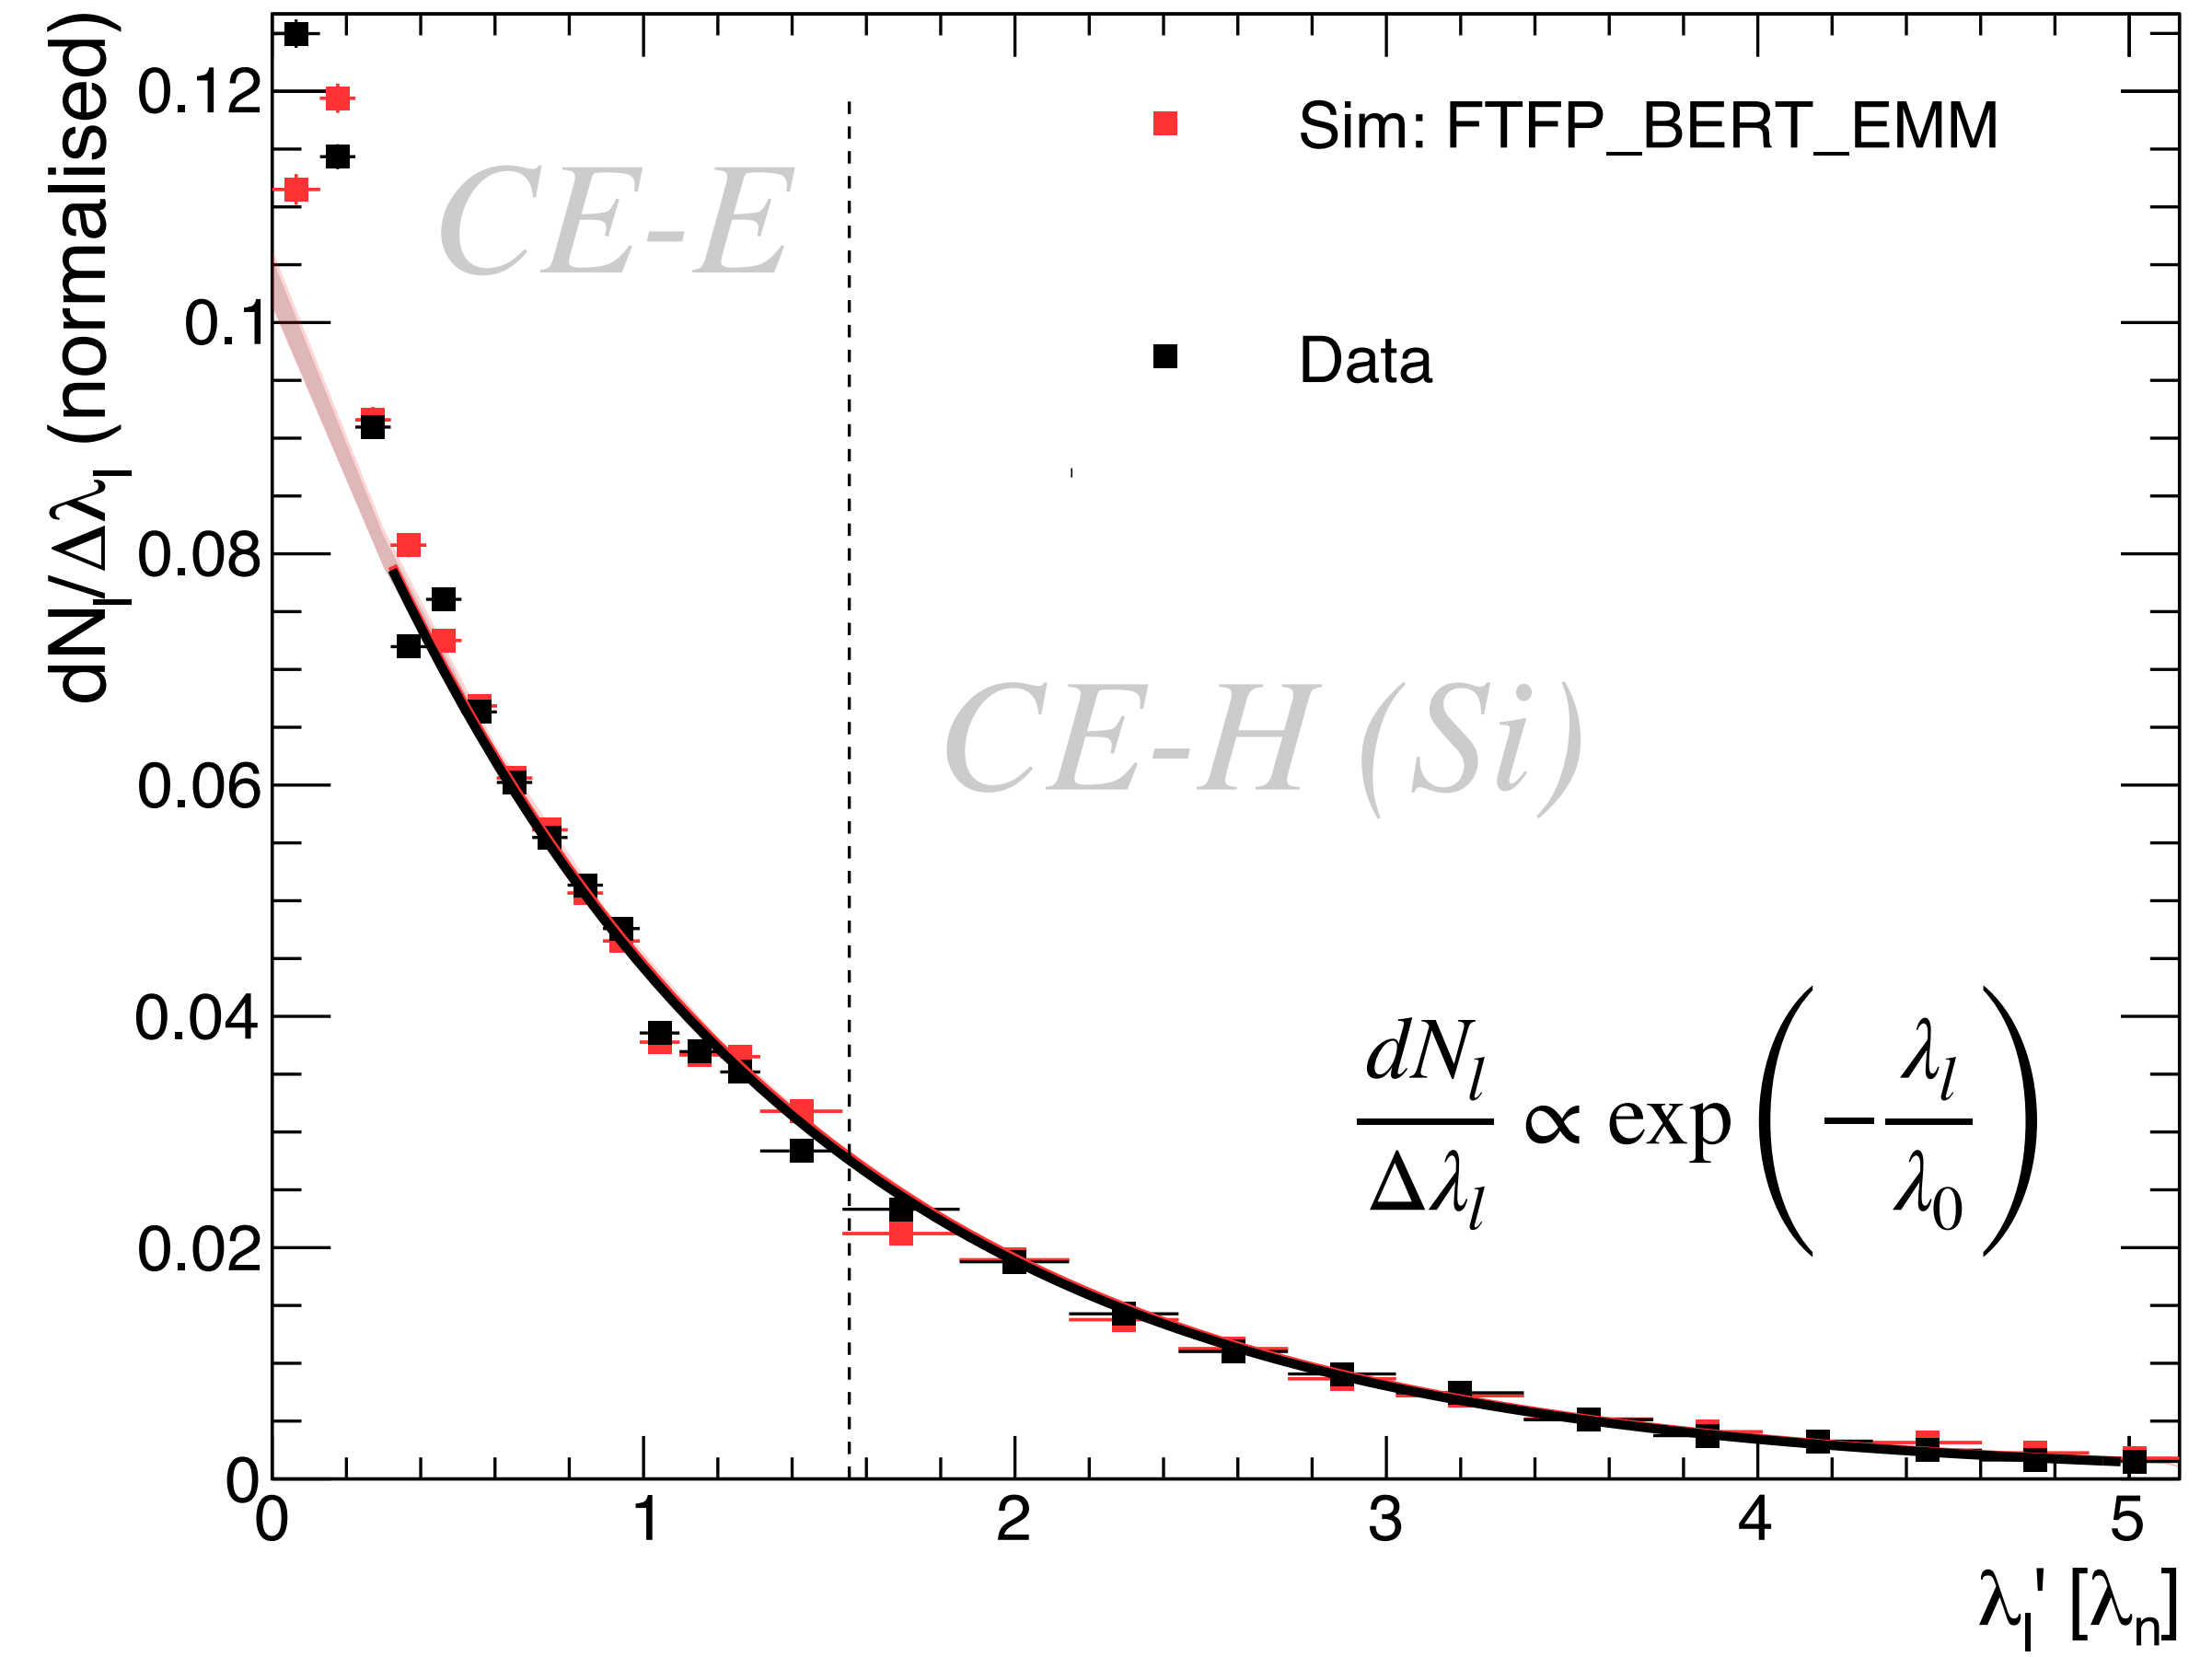 dN_l/Δλ_l (normalised)
0.12
0.1
0.08
0.06
0.04
0.02
0
CE-E
Sim: FTFP_BERT_EMM
Data
CE-H (Si)
dN_l/Δλ_l ∝ exp(−λ_l/λ_0)
0 1 2 3 4 5
λ_l' [λ_n]